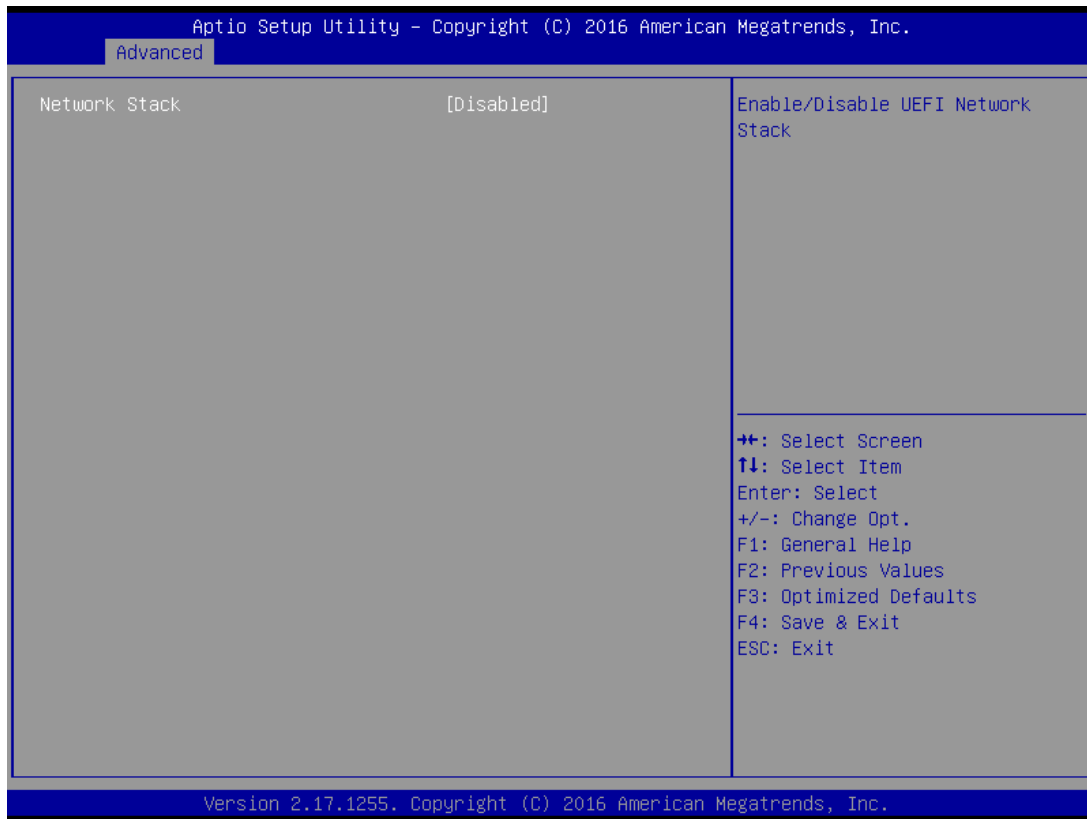 Aptio Setup Utility – Copyright (C) 2016 American Megatrends, Inc.
Advanced
Network Stack [Disabled]
Enable/Disable UEFI Network
Stack
→←: Select Screen
↑↓: Select Item
Enter: Select
+/-: Change Opt.
F1: General Help
F2: Previous Values
F3: Optimized Defaults
F4: Save & Exit
ESC: Exit
Version 2.17.1255. Copyright (C) 2016 American Megatrends, Inc.